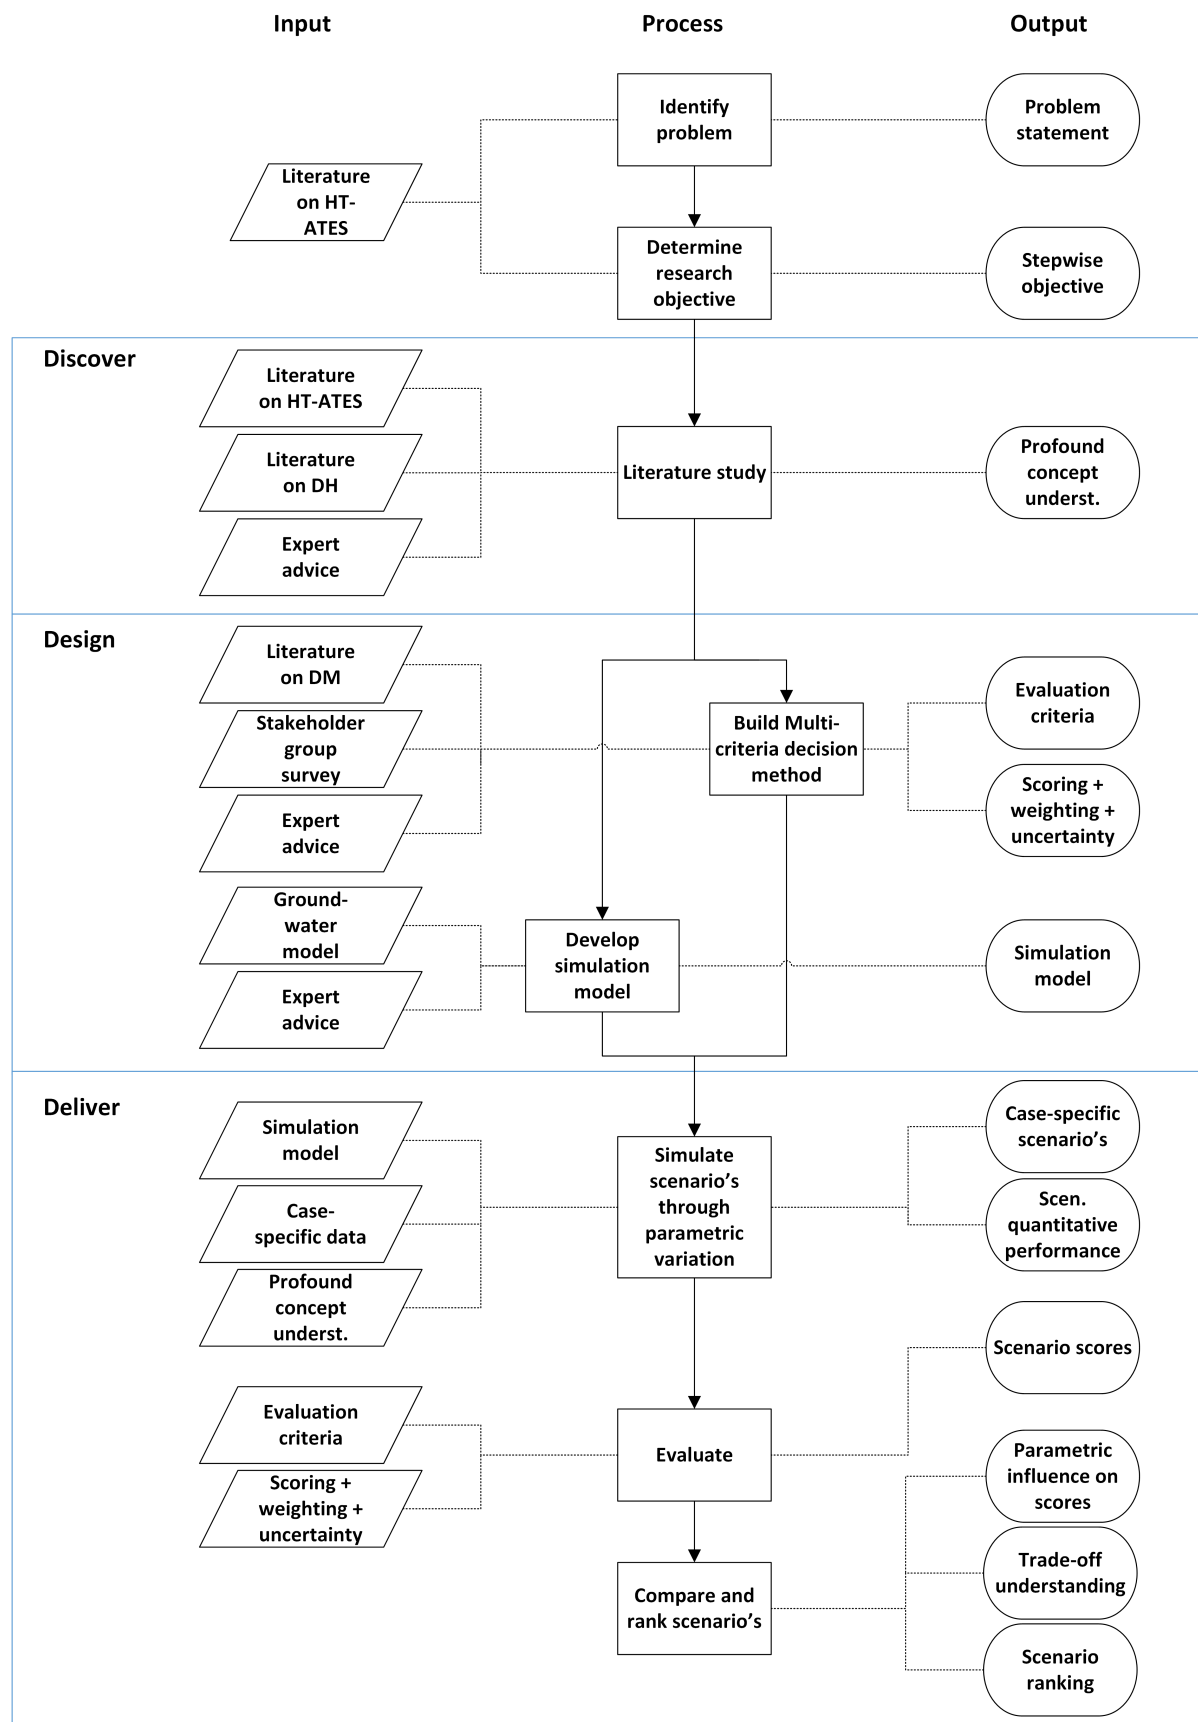 Input
Process
Output
Identify
problem
Problem
statement
Literature
on HT-
ATES
Determine
research
objective
Stepwise
objective
Discover
Literature
on HT-ATES
Literature
on DH
Expert
advice
Literature study
Profound
concept
underst.
Design
Literature
on DM
Stakeholder
group
survey
Expert
advice
Build Multi-
criteria decision
method
Evaluation
criteria
Scoring +
weighting +
uncertainty
Ground-
water
model
Expert
advice
Develop
simulation
model
Simulation
model
Deliver
Simulation
model
Case-
specific data
Profound
concept
underst.
Simulate
scenario’s
through
parametric
variation
Case-specific
scenario’s
Scen.
quantitative
performance
Evaluation
criteria
Scoring +
weighting +
uncertainty
Evaluate
Scenario scores
Compare and
rank scenario’s
Parametric
influence on
scores
Trade-off
understanding
Scenario
ranking